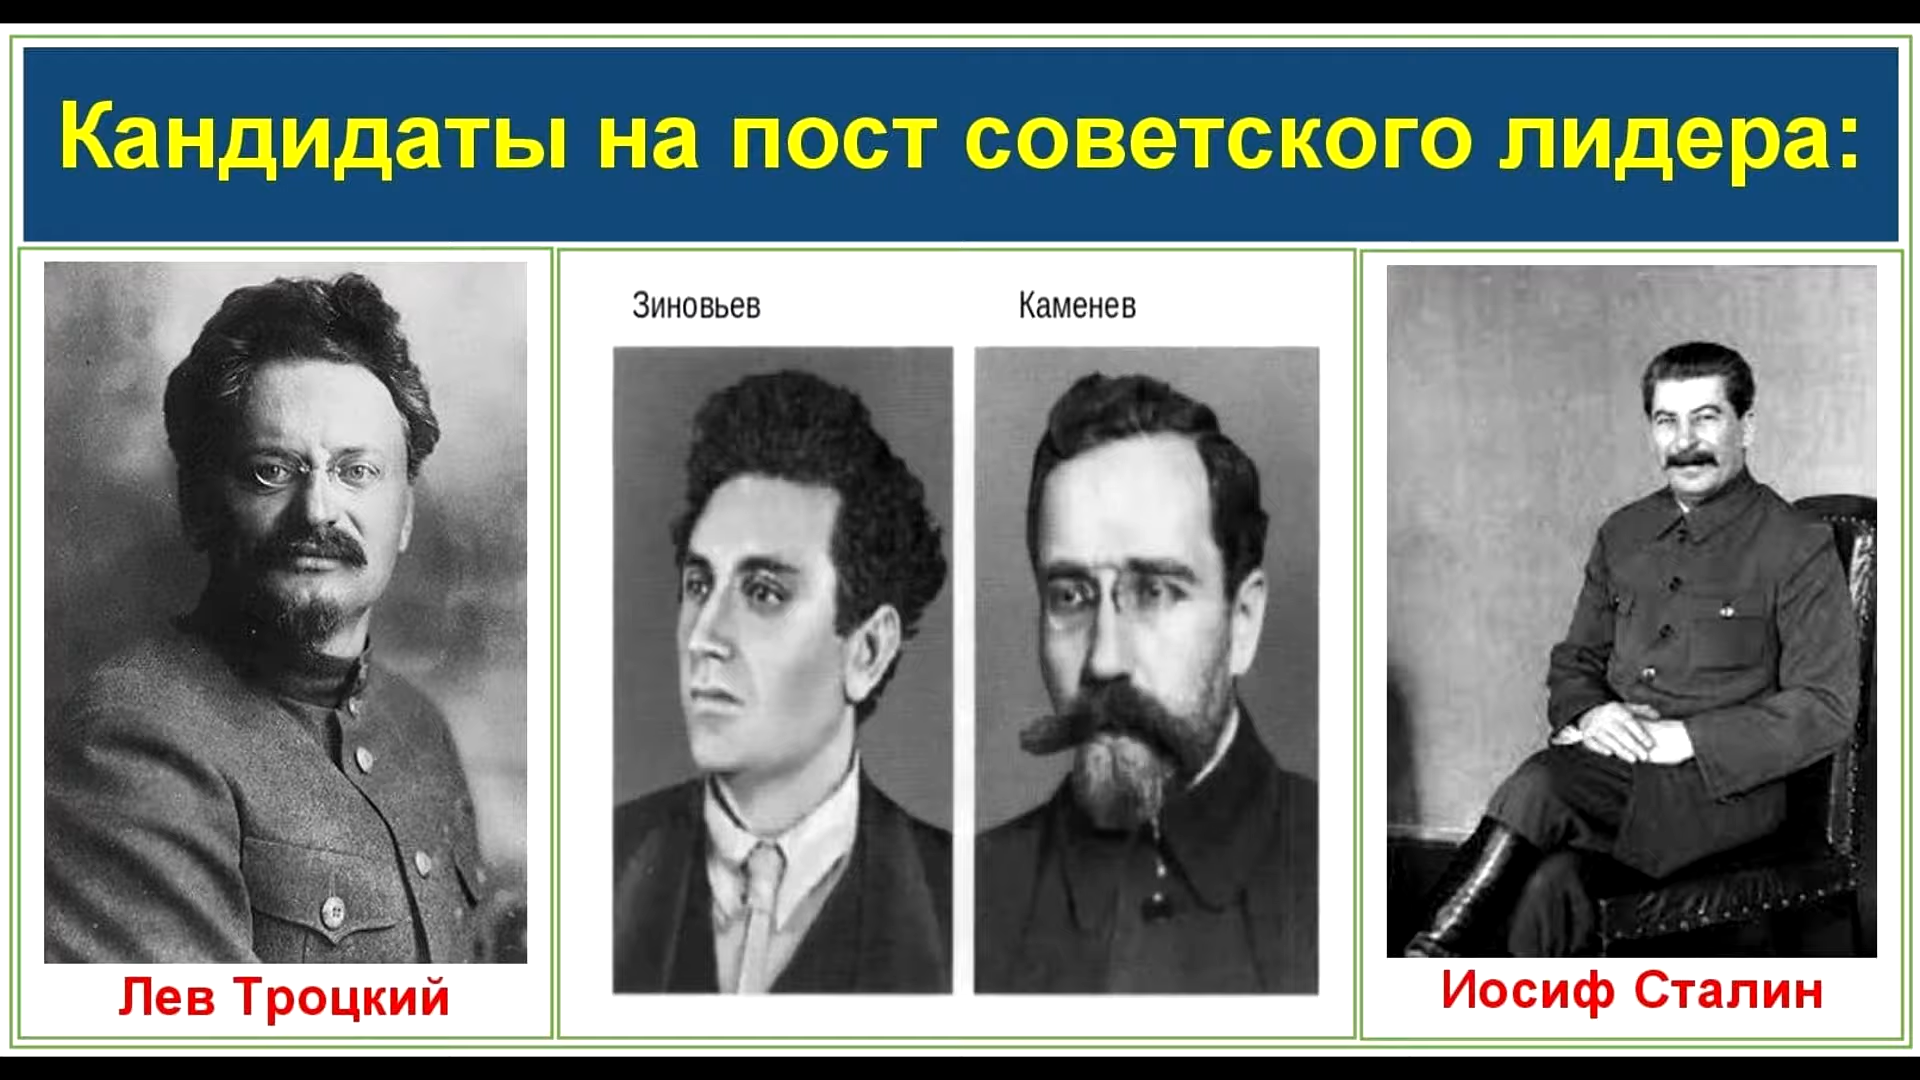 Кандидаты на пост советского лидера:
Зиновьев
Каменев
Лев Троцкий
Иосиф Сталин